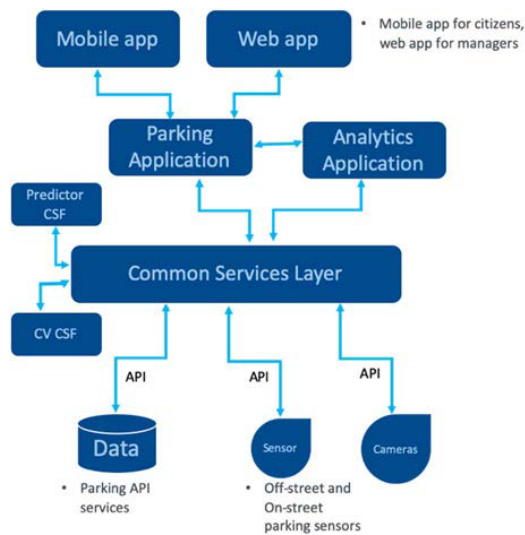 Mobile app
Web app
• Mobile app for citizens,
web app for managers
Parking
Application
Analytics
Application
Predictor
CSF
Common Services Layer
CV CSF
API
API
API
Data
Sensor
Cameras
• Parking API
services
• Off-street and
On-street
parking sensors